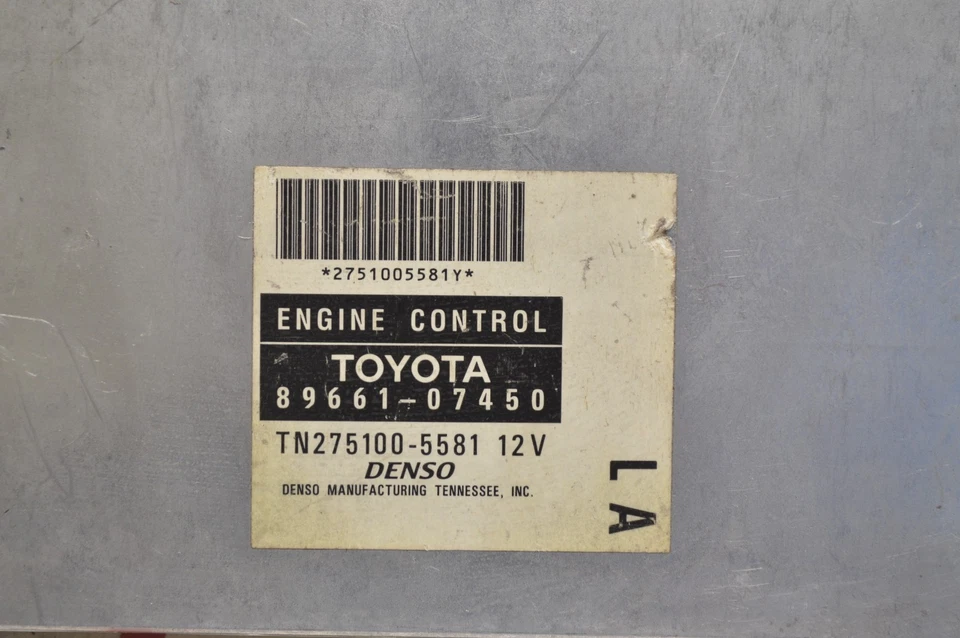 *2751005581Y*
ENGINE CONTROL
TOYOTA
89661-07450
TN275100-5581 12V
DENSO
DENSO MANUFACTURING TENNESSEE, INC.
LA